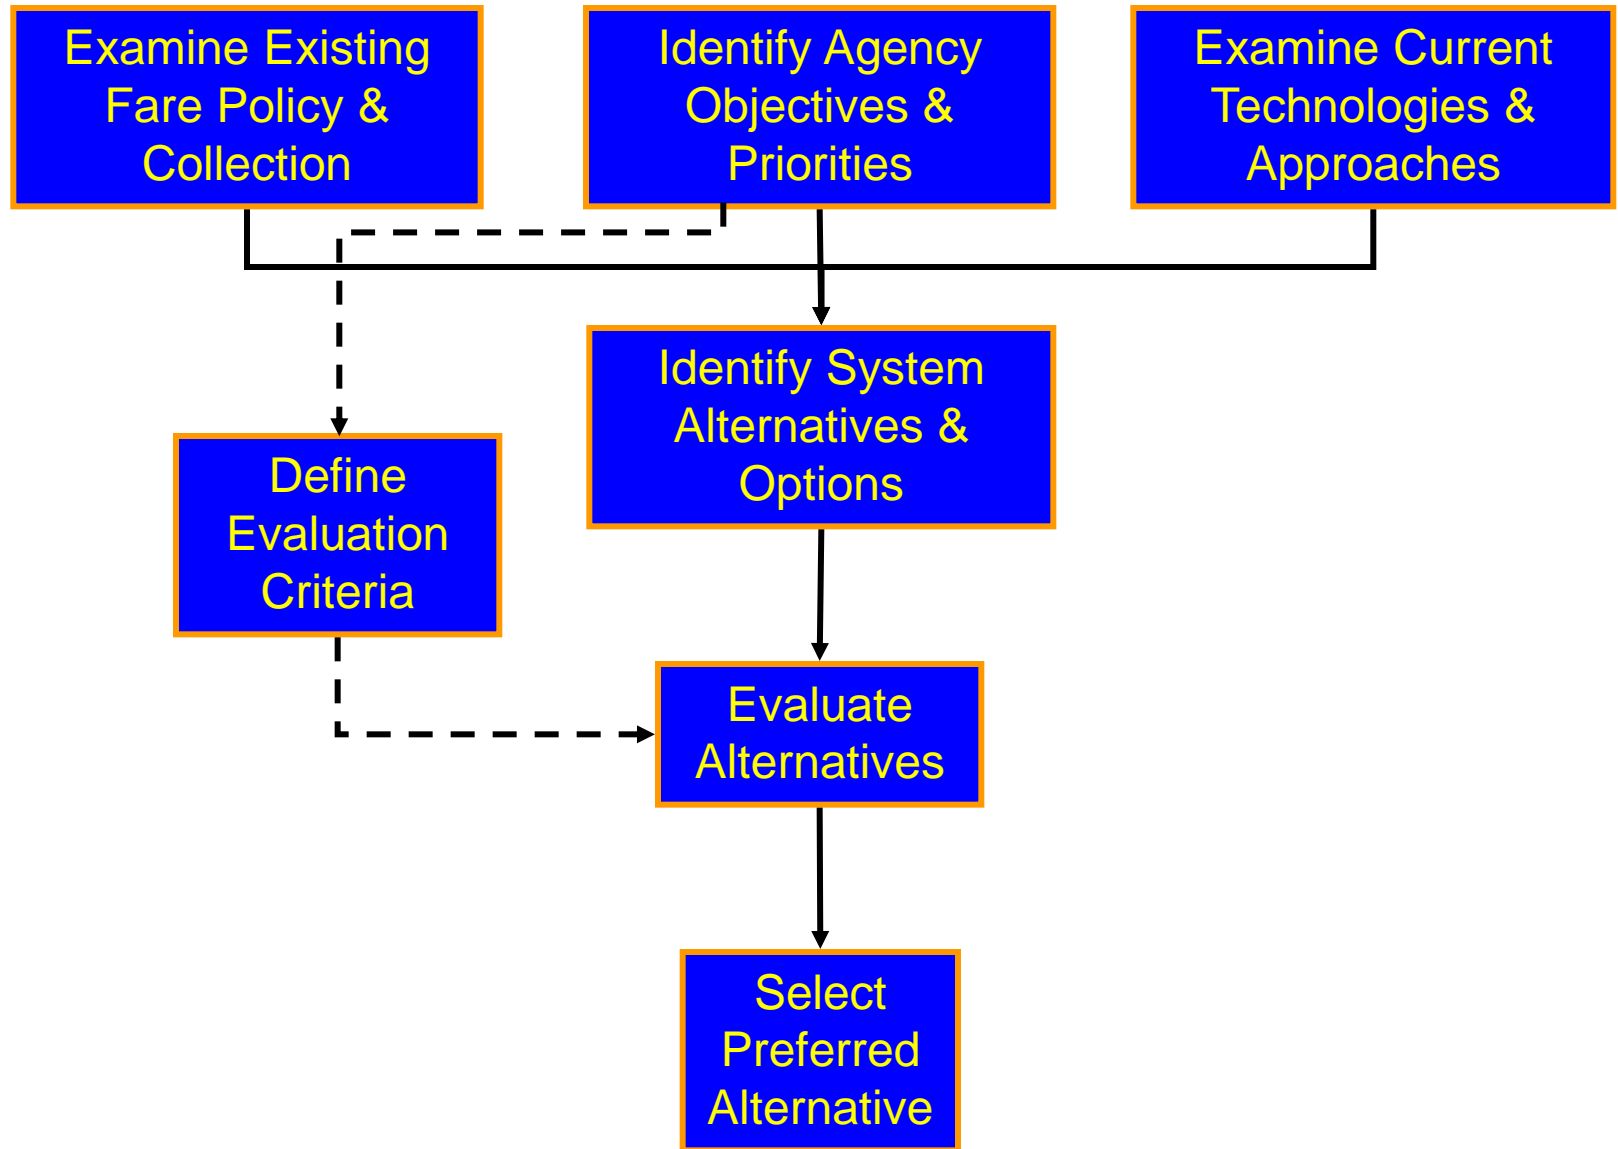 Examine Existing
Fare Policy &
Collection
Identify Agency
Objectives &
Priorities
Examine Current
Technologies &
Approaches
Identify System
Alternatives &
Options
Define
Evaluation
Criteria
Evaluate
Alternatives
Select
Preferred
Alternative